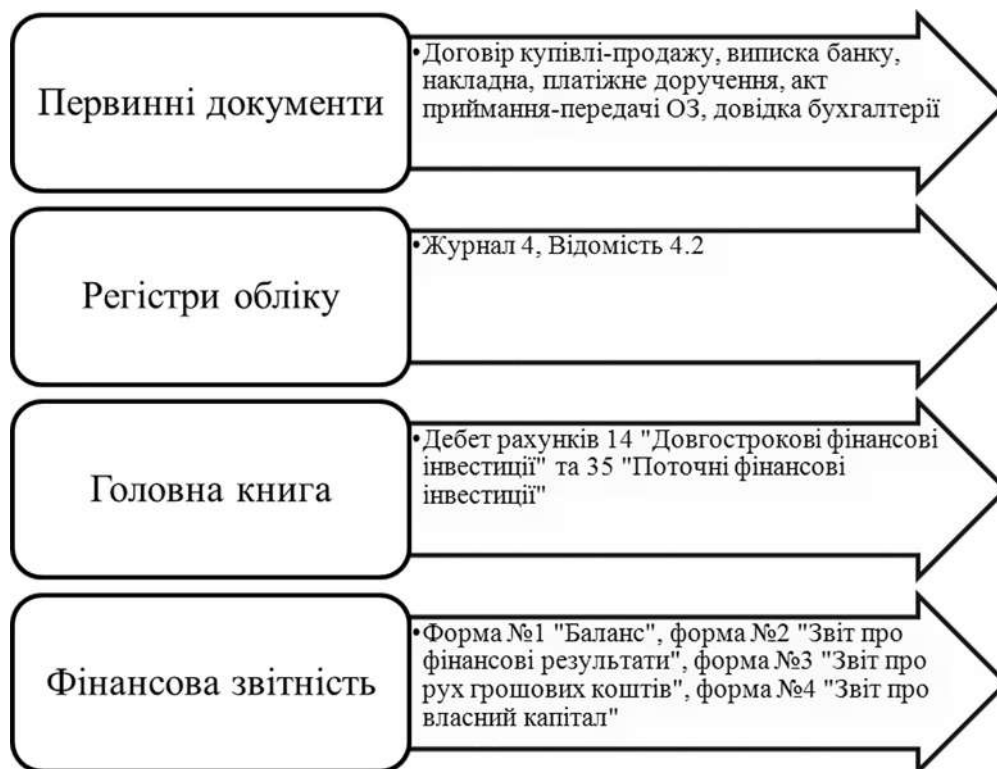 Первинні документи
•Договір купівлі-продажу, виписка банку,
накладна, платіжне доручення, акт
приймання-передачі ОЗ, довідка бухгалтерії
Регістри обліку
•Журнал 4, Відомість 4.2
Головна книга
•Дебет рахунків 14 "Довгострокові фінансові
інвестиції" та 35 "Поточні фінансові
інвестиції"
Фінансова звітність
•Форма №1 "Баланс", форма №2 "Звіт про
фінансові результати", форма №3 "Звіт про
рух грошових коштів", форма №4 "Звіт про
власний капітал"